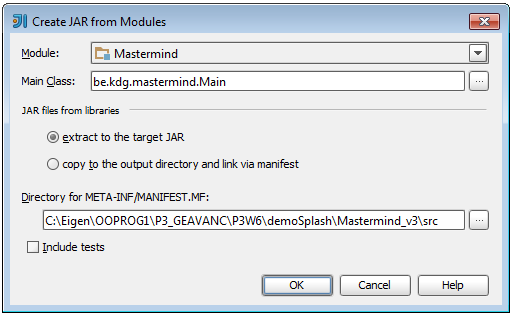 Create JAR from Modules
Module: Mastermind
Main Class: be.kdg.mastermind.Main ...
JAR files from libraries
extract to the target JAR
copy to the output directory and link via manifest
Directory for META-INF/MANIFEST.MF:
C:\Eigen\OOPROG1\P3_GEAVANC\P3W6\demoSplash\Mastermind_v3\src ...
Include tests
OK Cancel Help